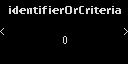 identifierOrCriteria
< 0 >